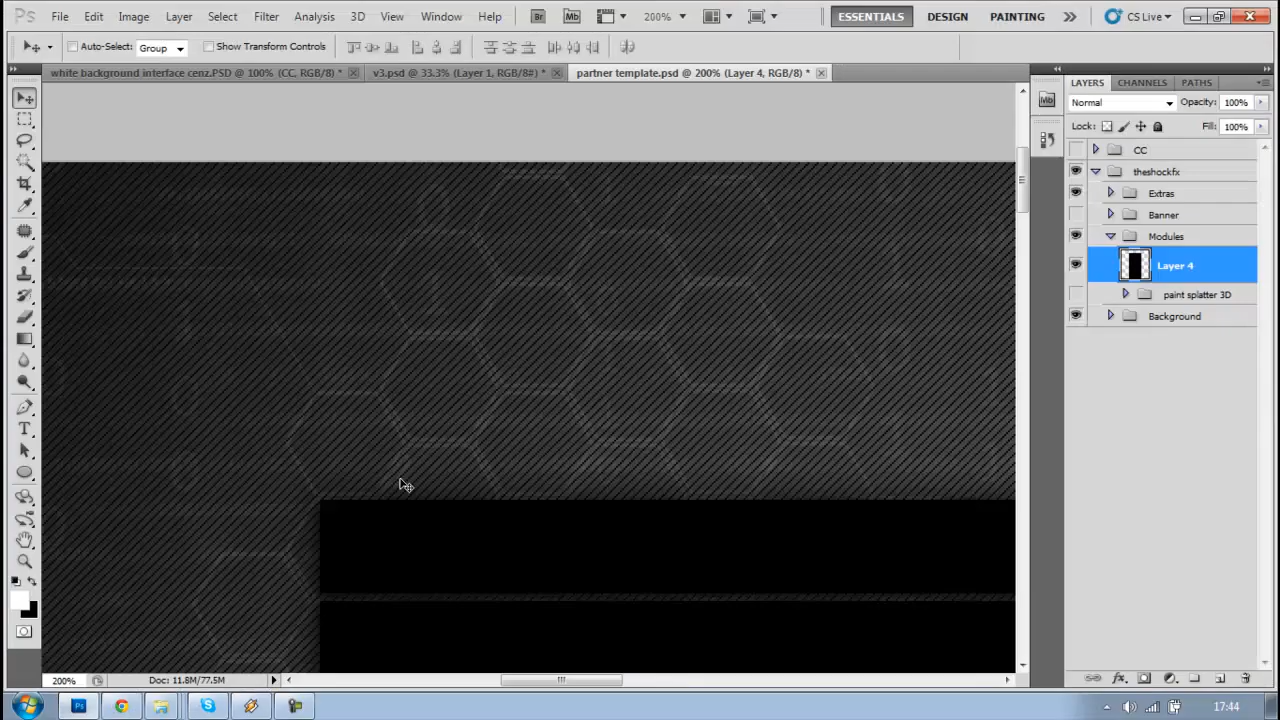 Ps File Edit Image Layer Select Filter Analysis 3D View Window Help Br Mb 200% ESSENTIALS DESIGN PAINTING CS Live
Auto-Select: Group Show Transform Controls
white background interface cenz.PSD @ 100% (CC, RGB/8) * v3.psd @ 33.3% (Layer 1, RGB/8#) * partner template.psd @ 200% (Layer 4, RGB/8) *
LAYERS CHANNELS PATHS
Mb
Normal Opacity: 100%
Lock: Fill: 100%
CC
theshockfx
Extras
Banner
Modules
Layer 4
paint splatter 3D
Background
T
200% Doc: 11.8M/77.5M
fx
Ps 17:44